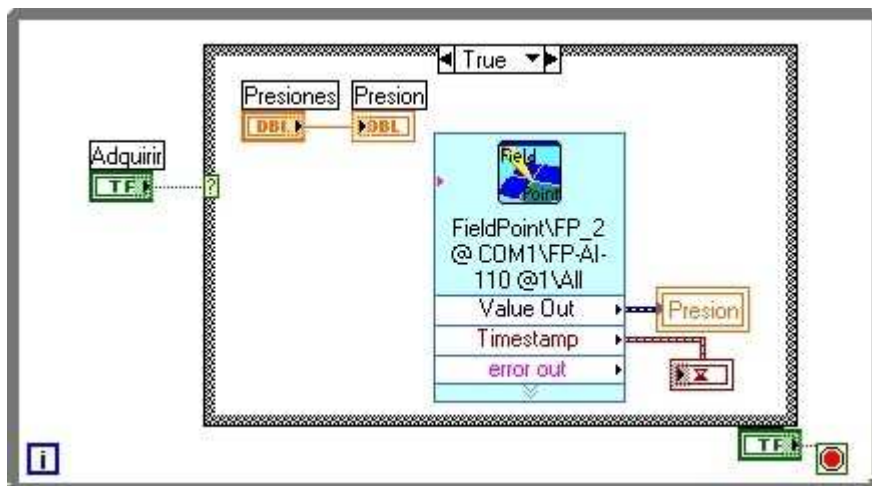 True
Presiones Presion
DBL DBL
Adquirir
TF
?
Field
Point
FieldPoint\FP_2
@ COM1\FP-AI-
110 @1\All
Value Out
Presion
Timestamp
error out
TF
i